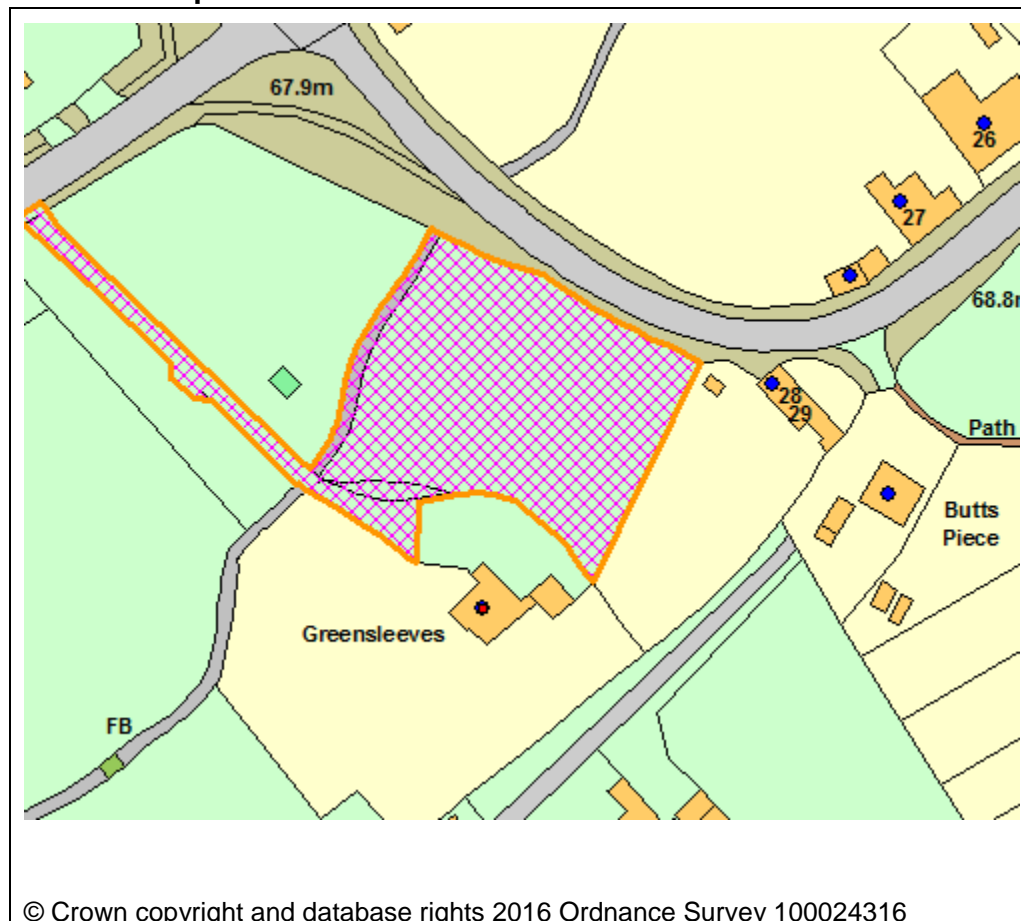 67.9m
26
27
68.8m
28
29
Path
Butts
Piece
Greensleeves
FB
© Crown copyright and database rights 2016 Ordnance Survey 100024316